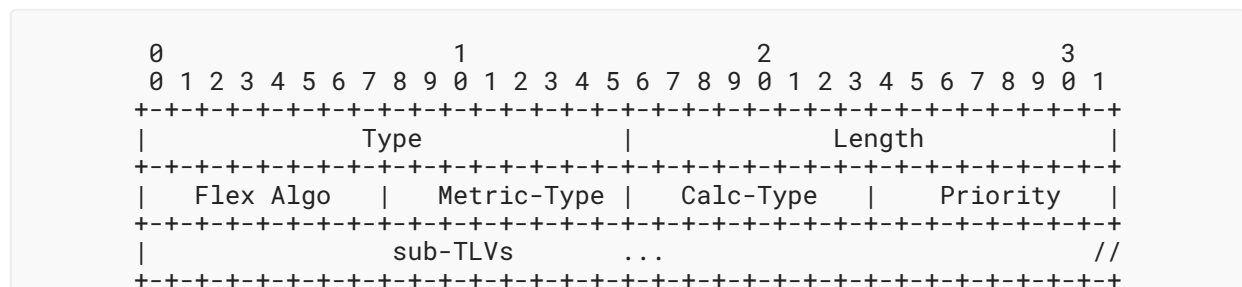 0                   1                   2                   3
 0 1 2 3 4 5 6 7 8 9 0 1 2 3 4 5 6 7 8 9 0 1 2 3 4 5 6 7 8 9 0 1
+-+-+-+-+-+-+-+-+-+-+-+-+-+-+-+-+-+-+-+-+-+-+-+-+-+-+-+-+-+-+-+-+
|              Type             |             Length            |
+-+-+-+-+-+-+-+-+-+-+-+-+-+-+-+-+-+-+-+-+-+-+-+-+-+-+-+-+-+-+-+-+
|   Flex Algo   |   Metric-Type |   Calc-Type   |    Priority   |
+-+-+-+-+-+-+-+-+-+-+-+-+-+-+-+-+-+-+-+-+-+-+-+-+-+-+-+-+-+-+-+-+
|                sub-TLVs       ...                            //
+-+-+-+-+-+-+-+-+-+-+-+-+-+-+-+-+-+-+-+-+-+-+-+-+-+-+-+-+-+-+-+-+